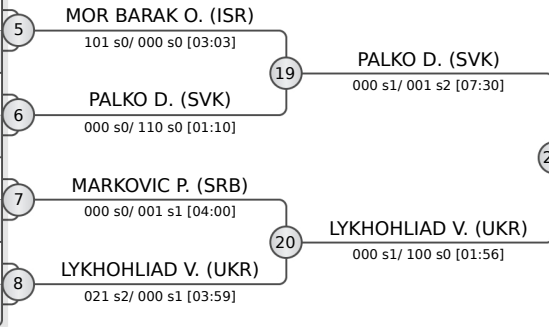 5
MOR BARAK O. (ISR)
101 s0/ 000 s0 [03:03]
19
PALKO D. (SVK)
000 s1/ 001 s2 [07:30]
6
PALKO D. (SVK)
000 s0/ 110 s0 [01:10]
7
MARKOVIC P. (SRB)
000 s0/ 001 s1 [04:00]
20
LYKHOHLIAD V. (UKR)
000 s1/ 100 s0 [01:56]
8
LYKHOHLIAD V. (UKR)
021 s2/ 000 s1 [03:59]